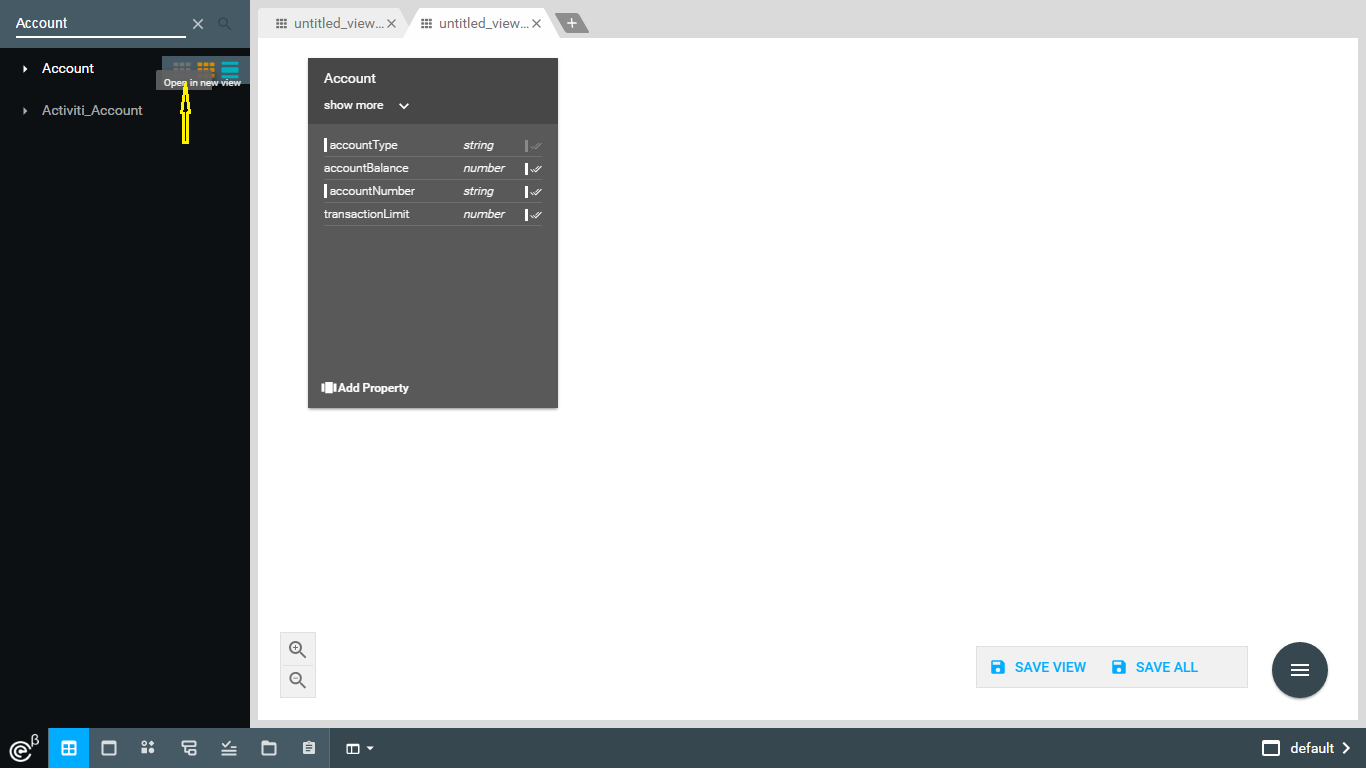 Account
Account
Open in new view
Activiti_Account
untitled_view...
untitled_view...
Account
show more
accountType string
accountBalance number
accountNumber string
transactionLimit number
Add Property
SAVE VIEW SAVE ALL
β
default